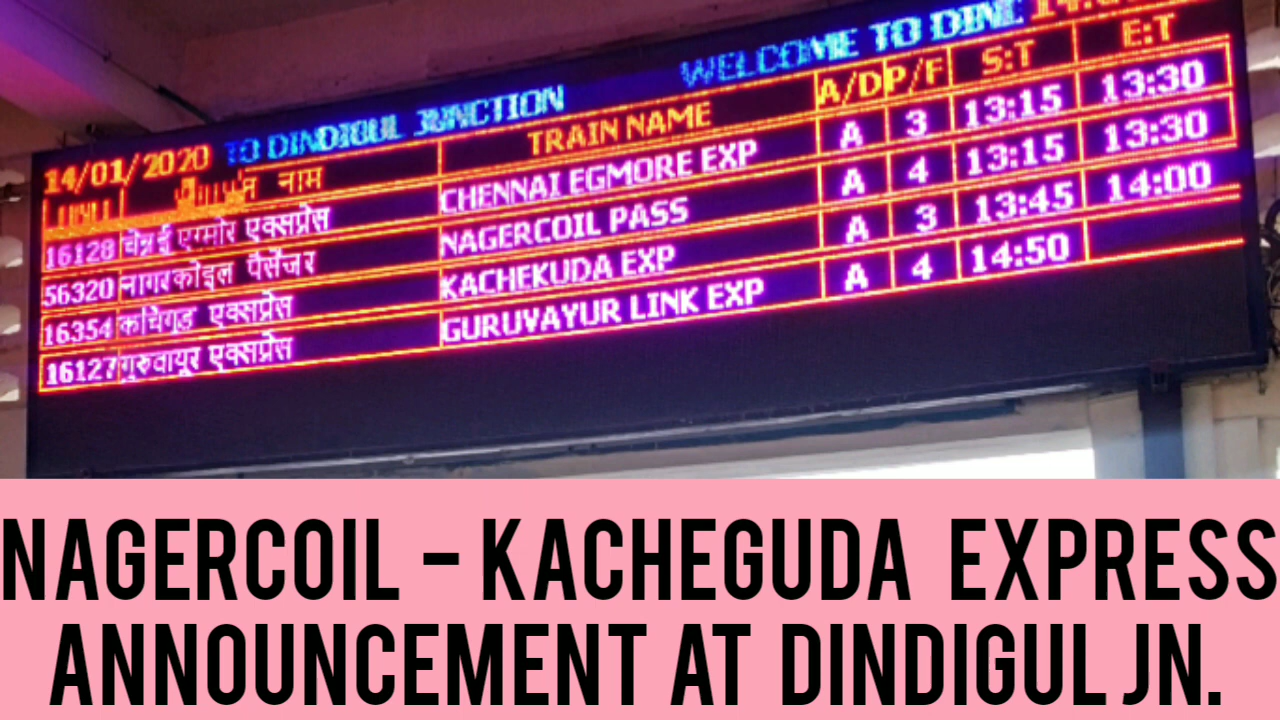 TO DINDIGUL JUNCTION WELCOME TO DINDI
14/01/2020 TRAIN NAME A/D P/F S:T E:T
नाम
16128 चेन्नई एग्मोर एक्सप्रेस CHENNAI EGMORE EXP A 3 13:15 13:30
56320 नागरकोइल पैसेंजर NAGERCOIL PASS A 4 13:15 13:30
16354 कचिगुड एक्सप्रेस KACHEKUDA EXP A 3 13:45 14:00
16127 गुरुवायूर एक्सप्रेस GURUVAYUR LINK EXP A 4 14:50
NAGERCOIL - KACHEGUDA EXPRESS
ANNOUNCEMENT AT DINDIGUL JN.